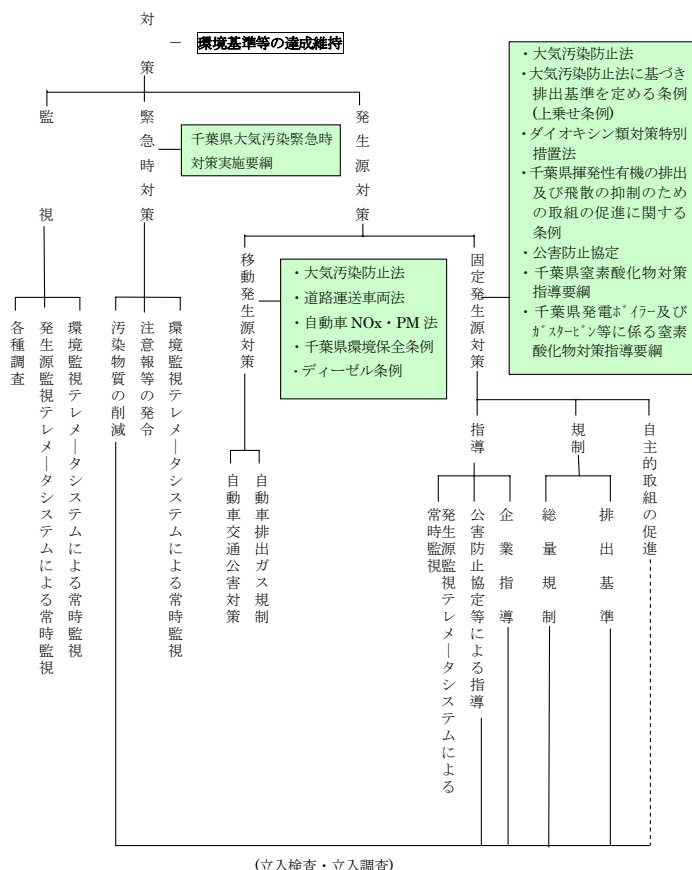 対策
－
環境基準等の達成維持
監視
緊急時対策
千葉県大気汚染緊急時
対策実施要綱
発生源対策
・大気汚染防止法
・大気汚染防止法に基づき
排出基準を定める条例
(上乗せ条例)
・ダイオキシン類対策特別
措置法
・千葉県揮発性有機の排出
及び飛散の抑制のため
の取組の促進に関する
条例
・公害防止協定
・千葉県窒素酸化物対策
指導要綱
・千葉県発電ﾎﾞｲﾗｰ及び
ｶﾞｽﾀｰﾋﾞﾝ等に係る窒素
酸化物対策指導要綱
移動発生源対策
・大気汚染防止法
・道路運送車両法
・自動車 NOx・PM 法
・千葉県環境保全条例
・ディーゼル条例
固定発生源対策
各種調査
発生源監視テレメータシステムによる常時監視
環境監視テレメータシステムによる常時監視
汚染物質の削減
注意報等の発令
環境監視テレメータシステムによる常時監視
自動車交通公害対策
自動車排出ガス規制
指導
規制
自主的取組の促進
発生源監視テレメータシステムによる
常時監視
公害防止協定等による指導
企業指導
総量規制
排出基準
(立入検査・立入調査)